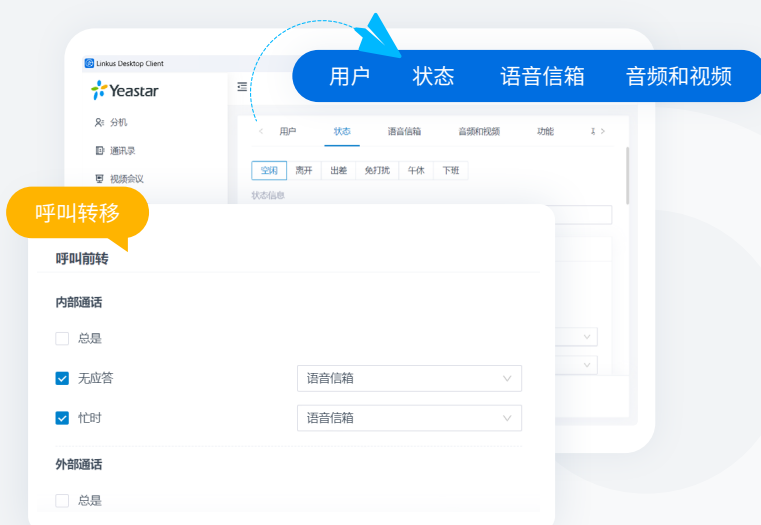 Linkus Desktop Client
用户 状态 语音信箱 音频和视频
Yeastar
分机
用户 状态 语音信箱 音频和视频 功能
通讯录
视频会议
空闲 离开 出差 免打扰 午休 下班
状态信息
呼叫转移
呼叫前转
内部通话
总是
无应答 语音信箱
忙时 语音信箱
外部通话
总是